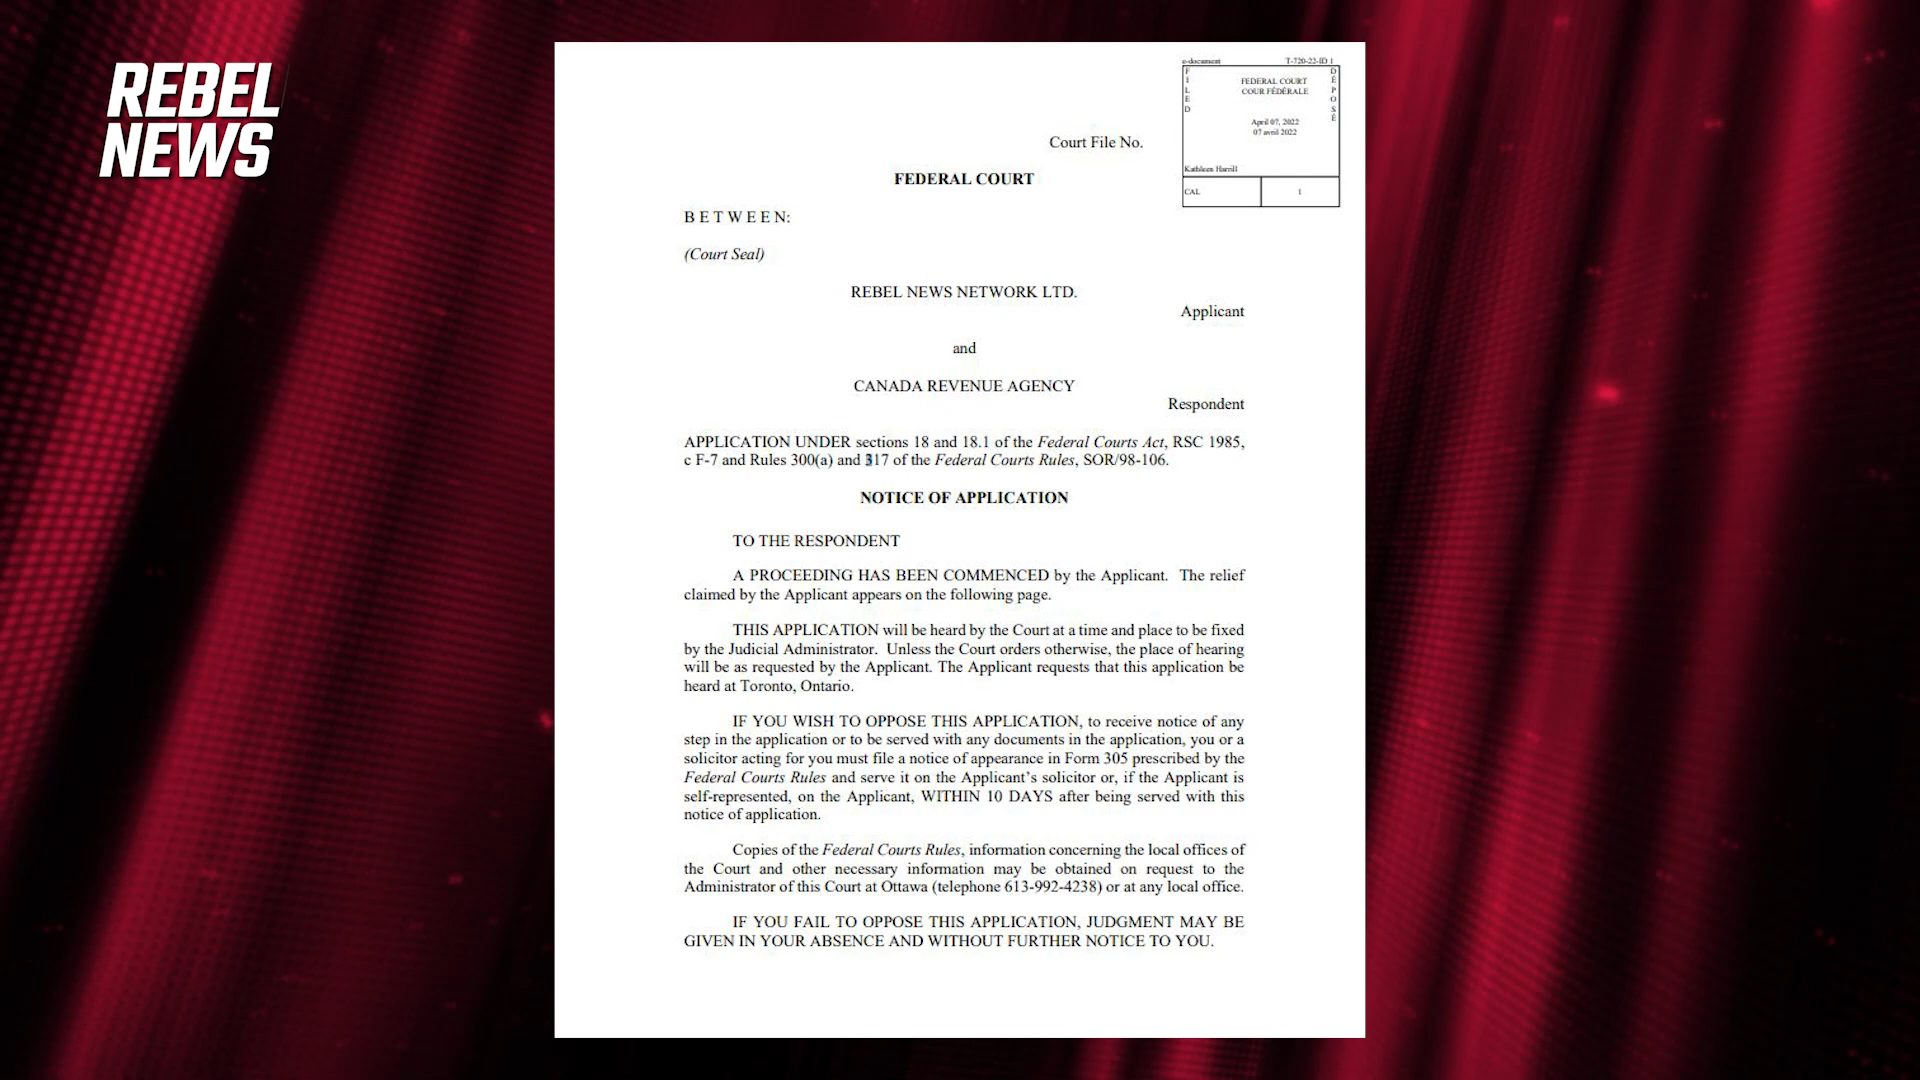 REBEL
NEWS
e-document T-720-22-ID 1
FILED
FEDERAL COURT
COUR FÉDÉRALE
DÉPOSÉ
April 07, 2022
07 avril 2022
Kathleen Harrill
CAL 1
Court File No.
FEDERAL COURT
B E T W E E N:
(Court Seal)
REBEL NEWS NETWORK LTD.
Applicant
and
CANADA REVENUE AGENCY
Respondent
APPLICATION UNDER sections 18 and 18.1 of the Federal Courts Act, RSC 1985,
c F-7 and Rules 300(a) and 317 of the Federal Courts Rules, SOR/98-106.
NOTICE OF APPLICATION
TO THE RESPONDENT
A PROCEEDING HAS BEEN COMMENCED by the Applicant. The relief
claimed by the Applicant appears on the following page.
THIS APPLICATION will be heard by the Court at a time and place to be fixed
by the Judicial Administrator. Unless the Court orders otherwise, the place of hearing
will be as requested by the Applicant. The Applicant requests that this application be
heard at Toronto, Ontario.
IF YOU WISH TO OPPOSE THIS APPLICATION, to receive notice of any
step in the application or to be served with any documents in the application, you or a
solicitor acting for you must file a notice of appearance in Form 305 prescribed by the
Federal Courts Rules and serve it on the Applicant's solicitor or, if the Applicant is
self-represented, on the Applicant, WITHIN 10 DAYS after being served with this
notice of application.
Copies of the Federal Courts Rules, information concerning the local offices of
the Court and other necessary information may be obtained on request to the
Administrator of this Court at Ottawa (telephone 613-992-4238) or at any local office.
IF YOU FAIL TO OPPOSE THIS APPLICATION, JUDGMENT MAY BE
GIVEN IN YOUR ABSENCE AND WITHOUT FURTHER NOTICE TO YOU.